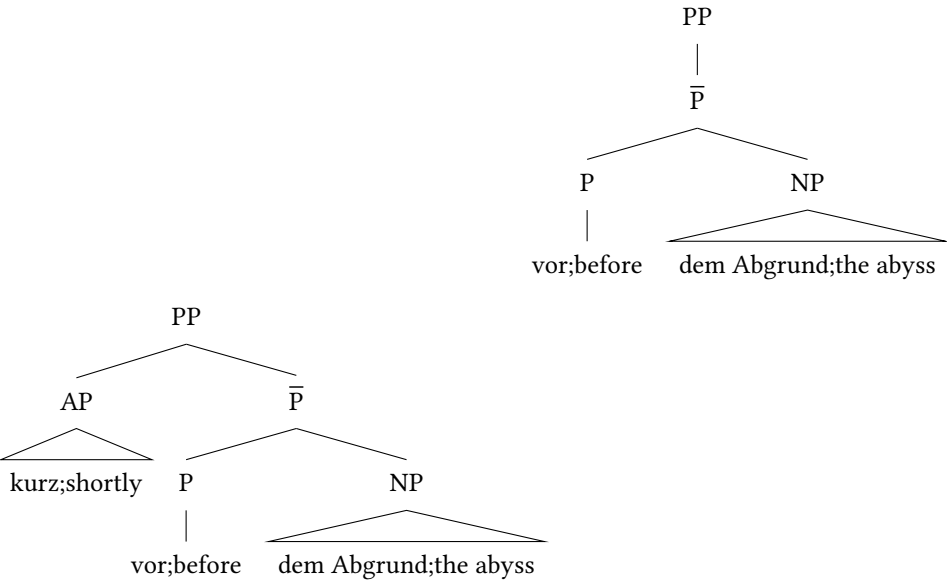 PP
P̅
P NP
vor;before dem Abgrund;the abyss
PP
AP P̅
kurz;shortly P NP
vor;before dem Abgrund;the abyss